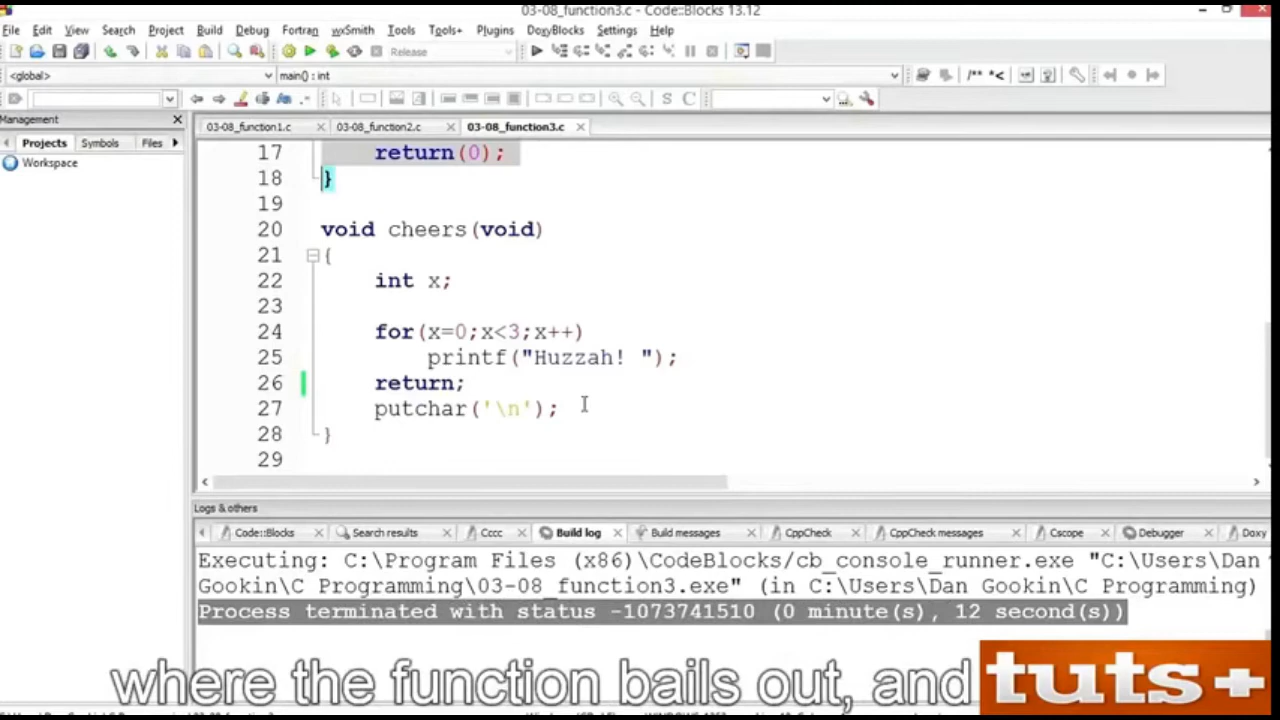 03-08_function3.c - Code::Blocks 13.12
File Edit View Search Project Build Debug Fortran wxSmith Tools Tools+ Plugins DoxyBlocks Settings Help
Release
<global> main() : int
/** *<
S C
Management
Projects Symbols Files
Workspace
03-08_function1.c 03-08_function2.c 03-08_function3.c
17 return(0);
18 }
19
20 void cheers(void)
21 {
22 int x;
23
24 for(x=0;x<3;x++)
25 printf("Huzzah! ");
26 return;
27 putchar('\n');
28 }
29
Logs & others
Code::Blocks Search results Cccc Build log Build messages CppCheck CppCheck messages Cscope Debugger Doxy
Executing: C:\Program Files (x86)\CodeBlocks/cb_console_runner.exe "C:\Users\Dan
Gookin\C Programming\03-08_function3.exe" (in C:\Users\Dan Gookin\C Programming)
Process terminated with status -1073741510 (0 minute(s), 12 second(s))
where the function bails out, and
tuts+